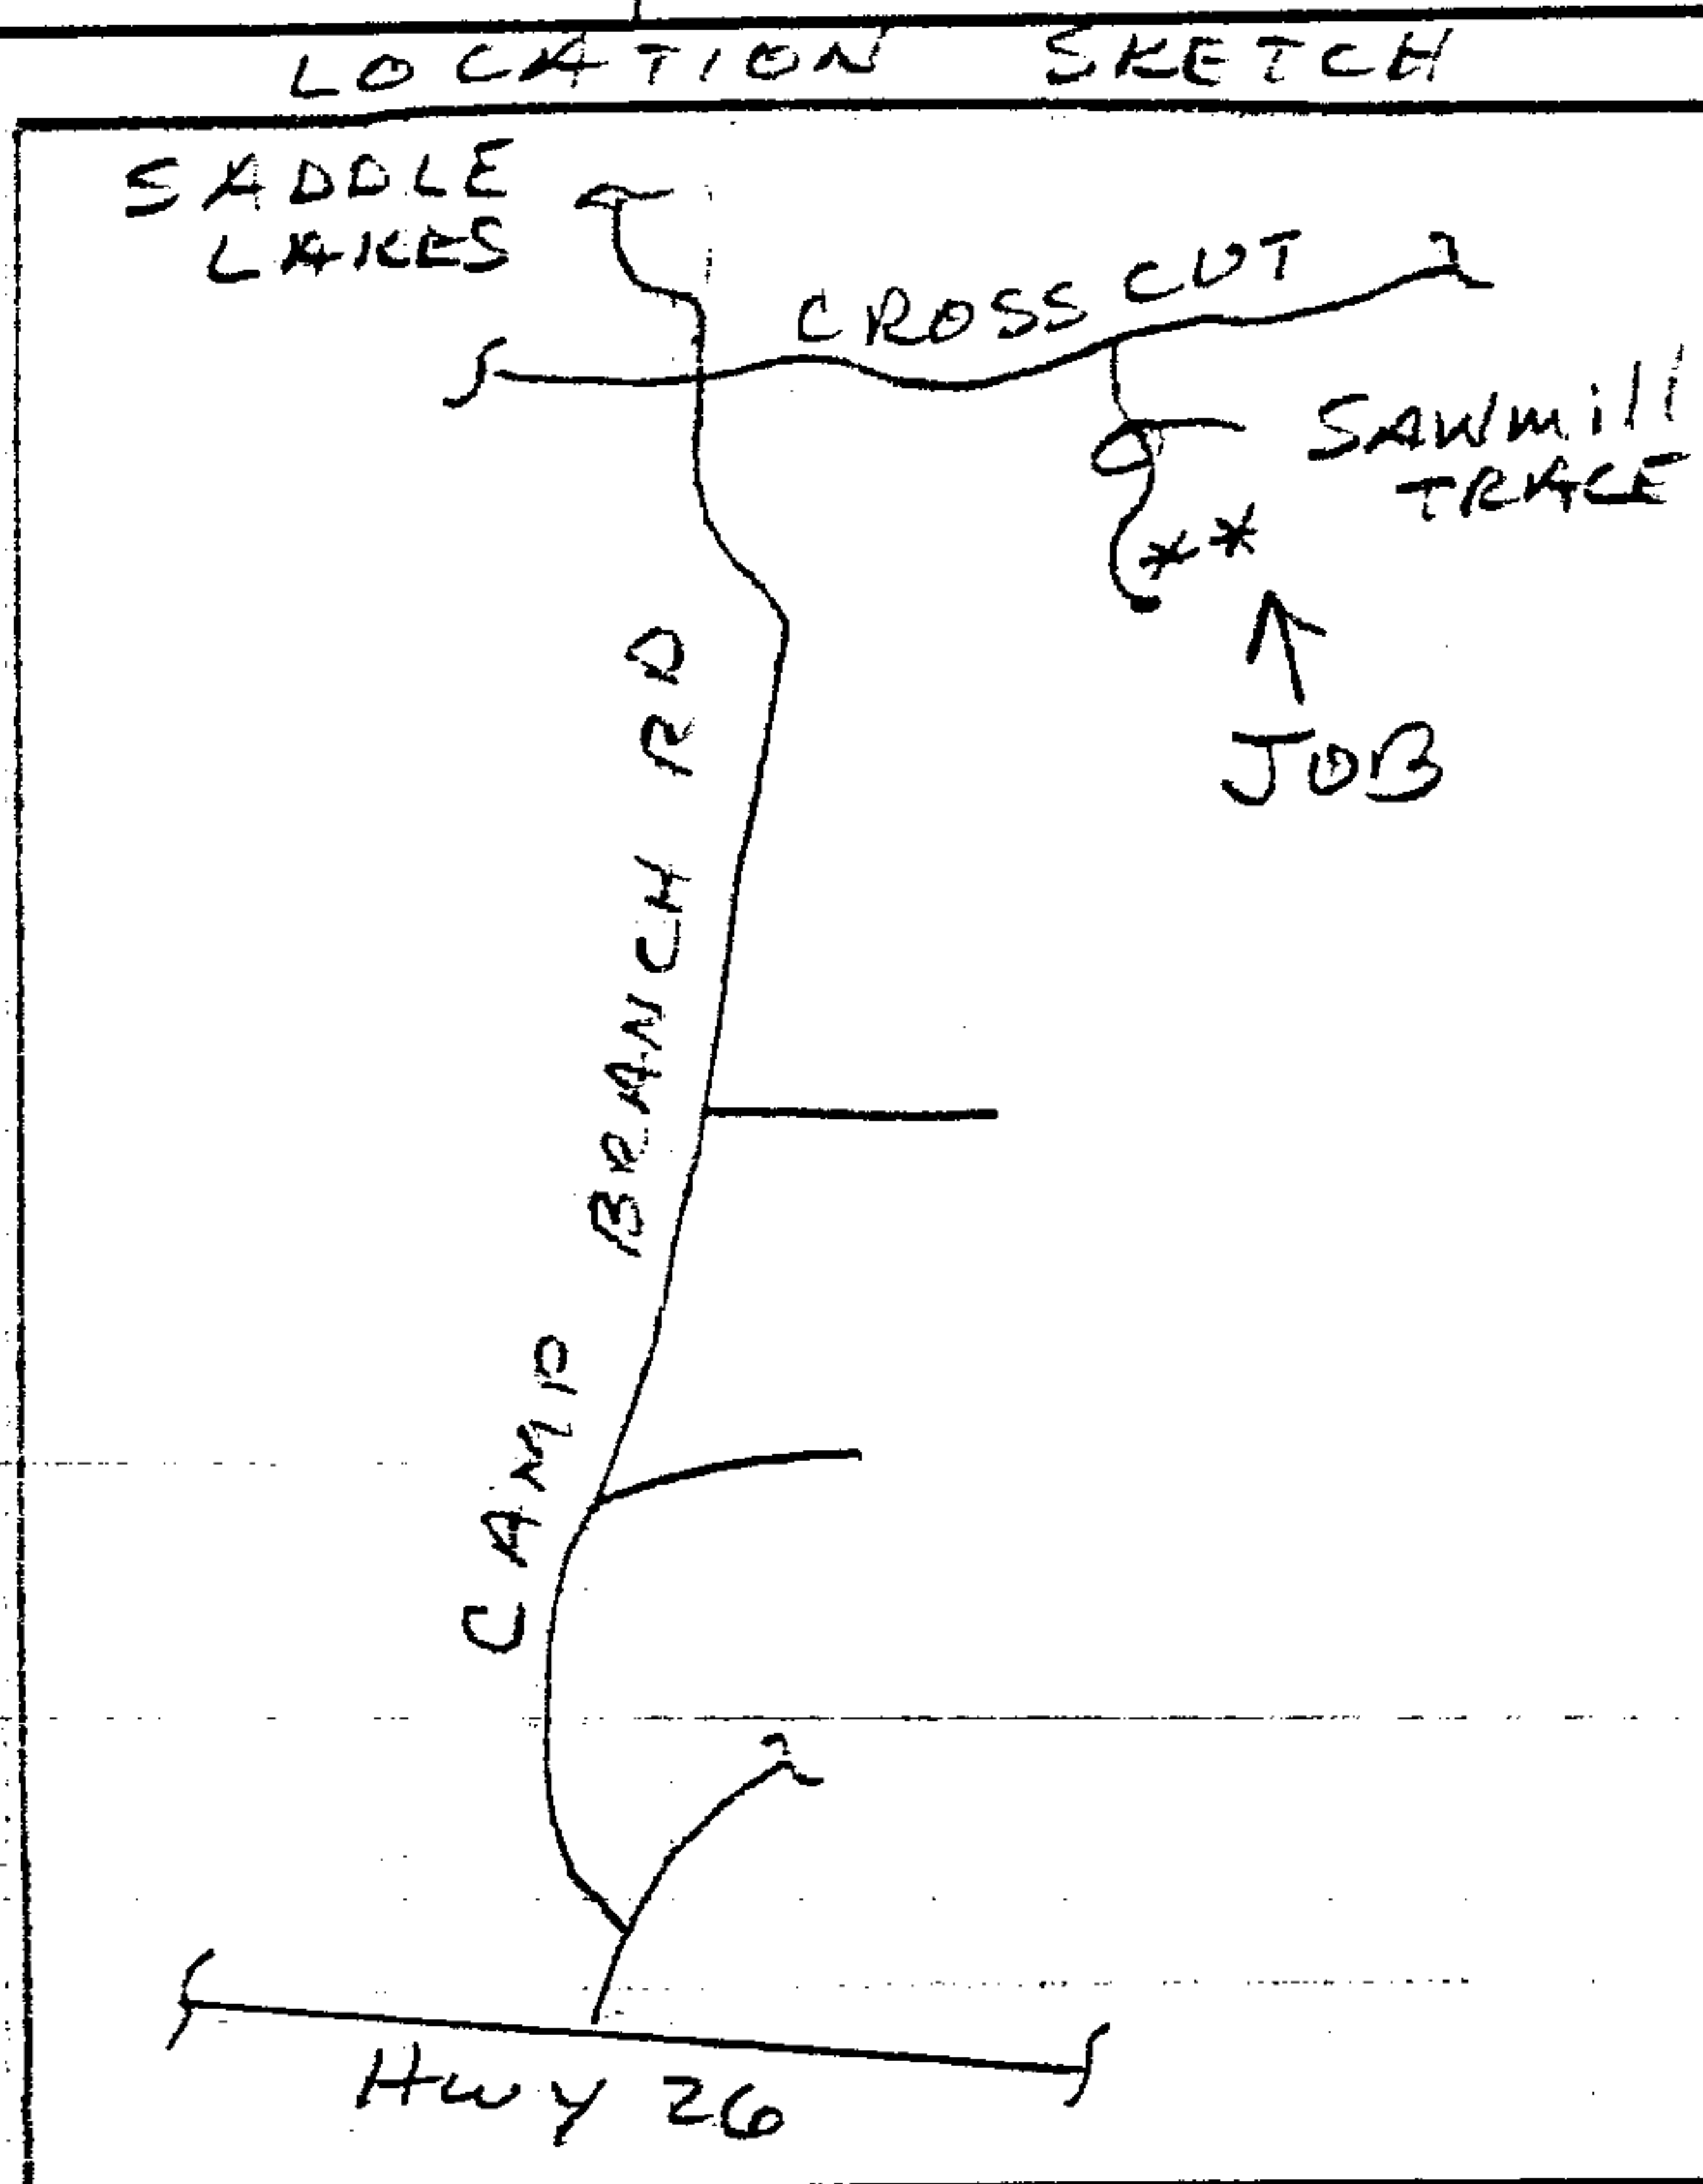 LOCATION SKETCH
SADDLE
LAKES
CROSS CUT
SAWmill
TRACE
**
JOB
CAMP BRANCH RD
Hwy 26